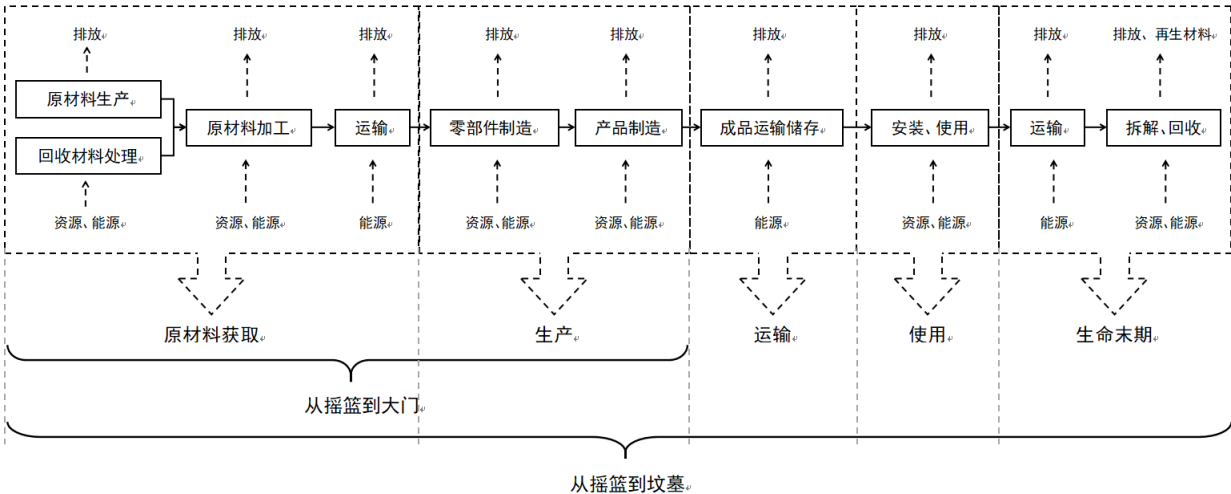 排放
排放
排放
排放
排放
排放
排放
排放
排放、再生材料
原材料生产
回收材料处理
原材料加工
运输
零部件制造
产品制造
成品运输储存
安装、使用
运输
拆解、回收
资源、能源
资源、能源
能源
资源、能源
资源、能源
能源
资源、能源
能源
资源、能源
原材料获取
生产
运输
使用
生命末期
从摇篮到大门
从摇篮到坟墓